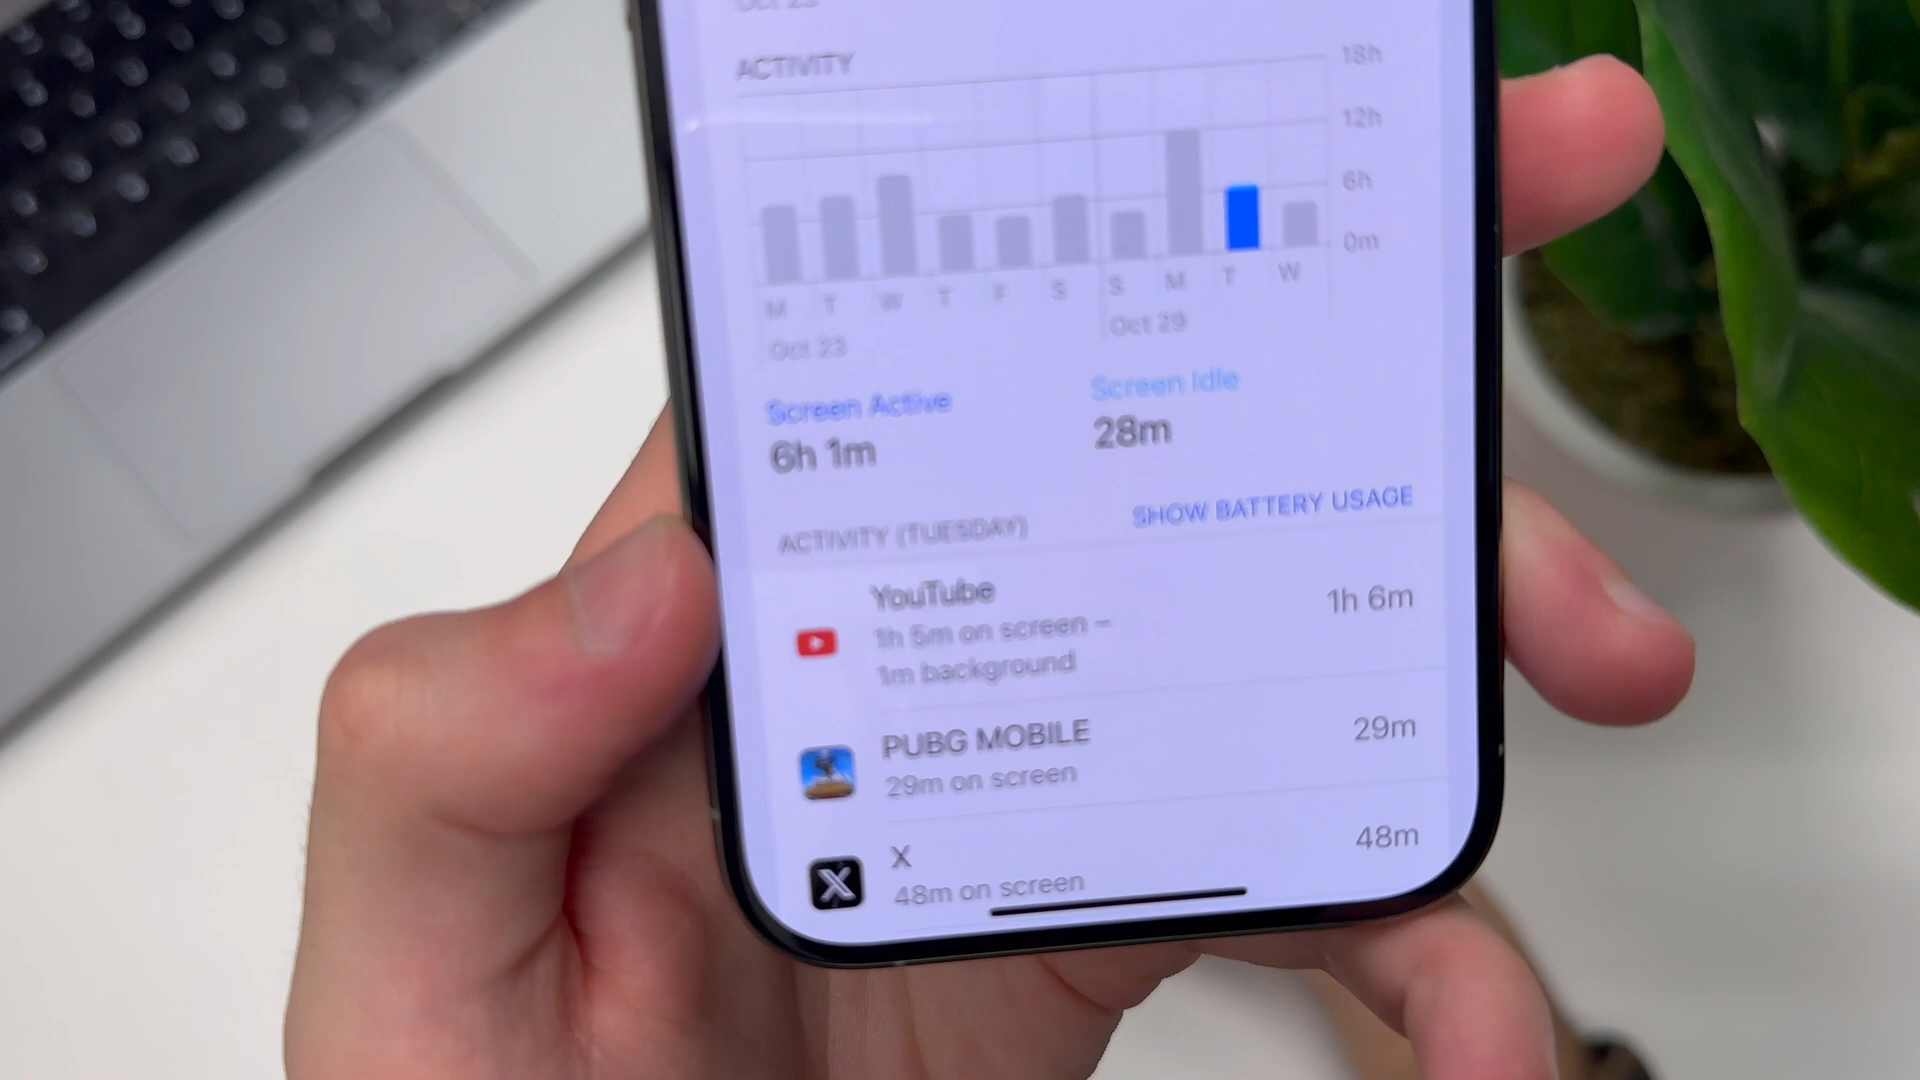 Oct 23
ACTIVITY
18h
12h
6h
0m
M T W T F S S M T W
Oct 23 Oct 29
Screen Active Screen Idle
6h 1m 28m
ACTIVITY (TUESDAY) SHOW BATTERY USAGE
YouTube 1h 6m
1h 5m on screen –
1m background
PUBG MOBILE 29m
29m on screen
X 48m
48m on screen